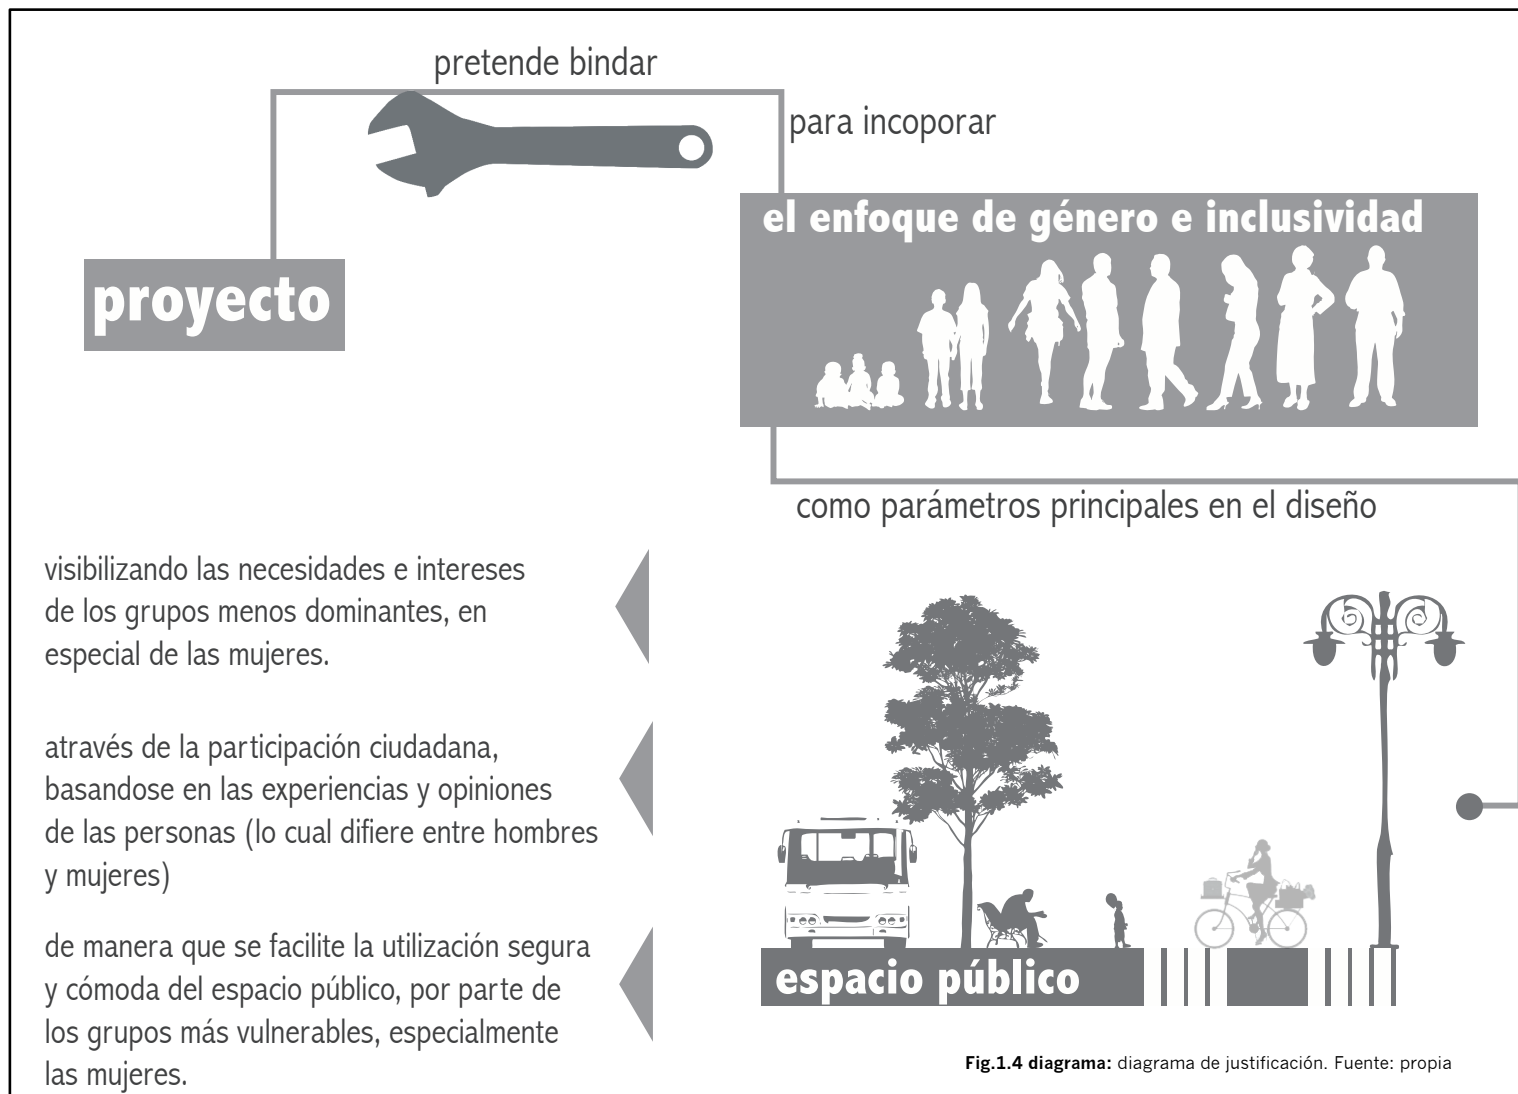 pretende bindar
para incoporar
el enfoque de género e inclusividad
proyecto
como parámetros principales en el diseño
visibilizando las necesidades e intereses
de los grupos menos dominantes, en
especial de las mujeres.
através de la participación ciudadana,
basandose en las experiencias y opiniones
de las personas (lo cual difiere entre hombres
y mujeres)
de manera que se facilite la utilización segura
y cómoda del espacio público, por parte de
los grupos más vulnerables, especialmente
las mujeres.
espacio público
Fig.1.4 diagrama: diagrama de justificación. Fuente: propia